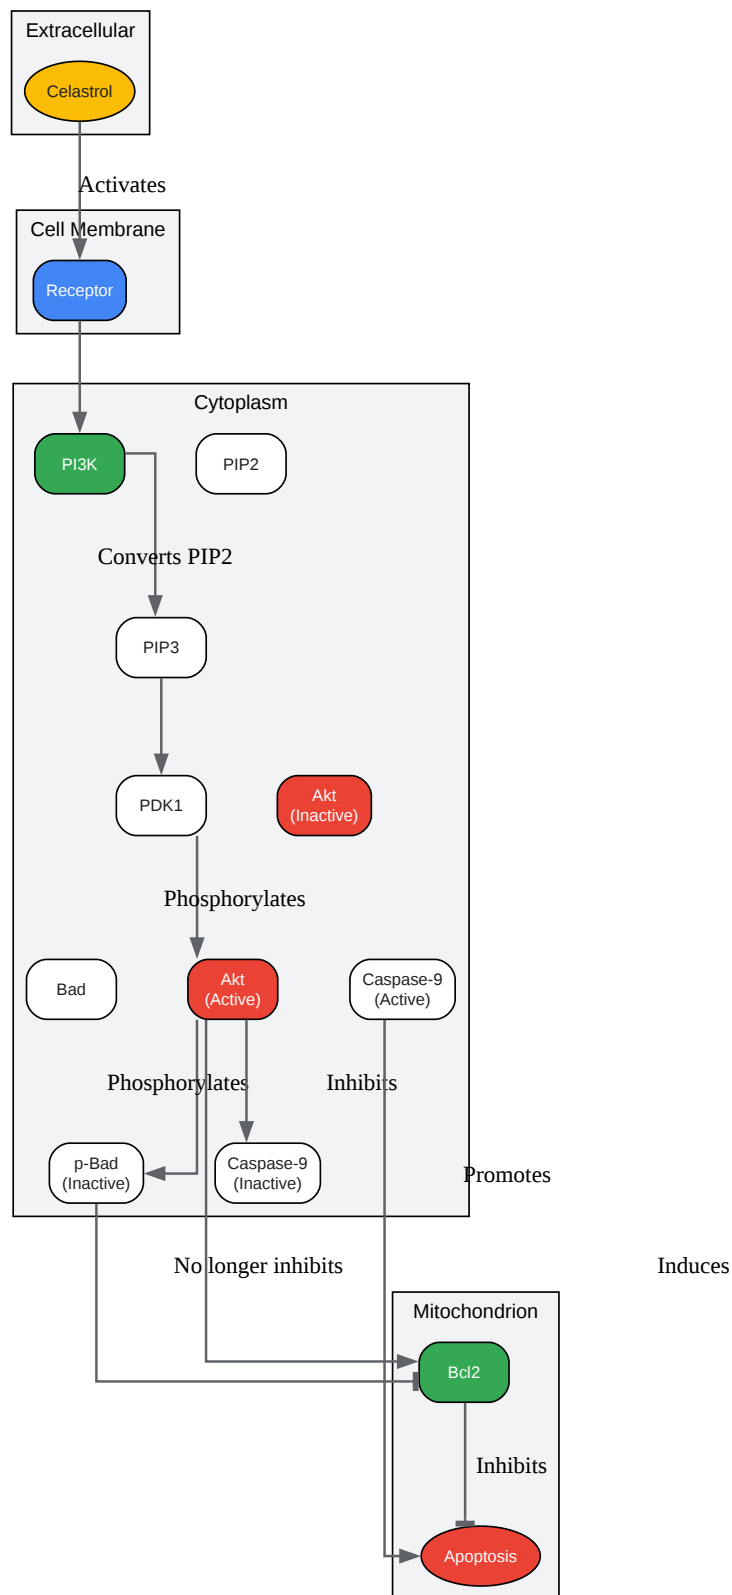 Extracellular
Celastrol
Activates
Cell Membrane
Receptor
Cytoplasm
PI3K
PIP2
Converts PIP2
PIP3
PDK1
Akt
(Inactive)
Phosphorylates
Bad
Akt
(Active)
Caspase-9
(Active)
Phosphorylates
Inhibits
p-Bad
(Inactive)
Caspase-9
(Inactive)
Promotes
No longer inhibits
Induces
Mitochondrion
Bcl2
Inhibits
Apoptosis